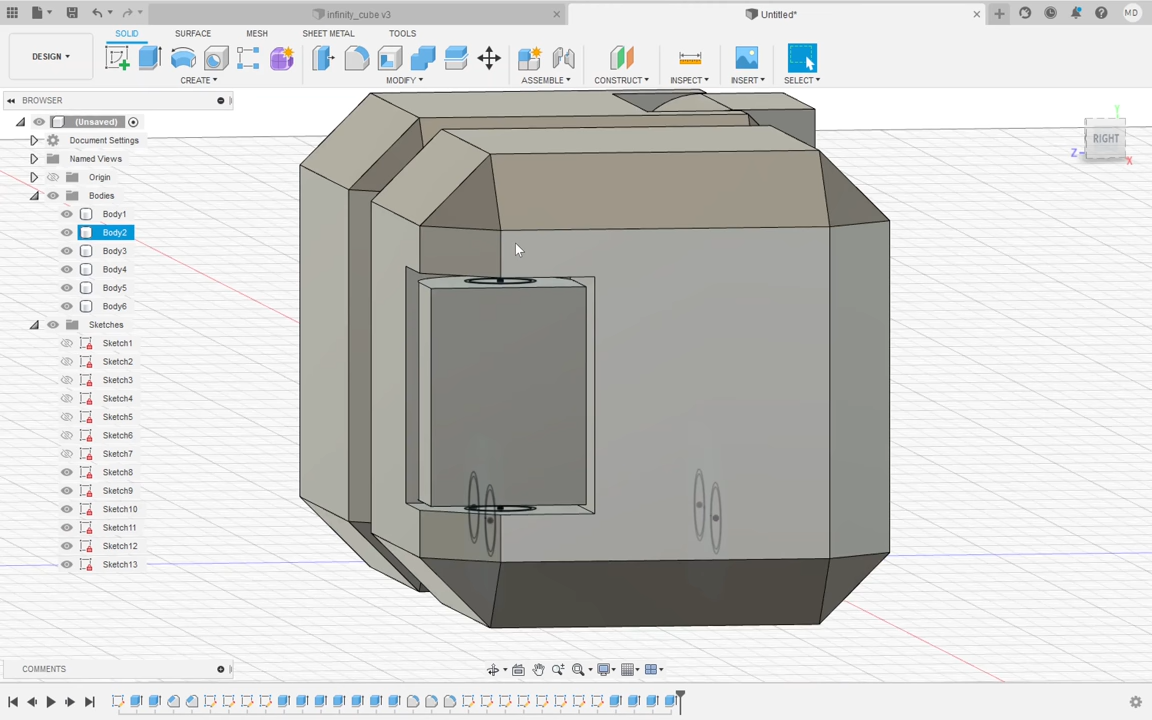 infinity_cube v3
Untitled*
MD
DESIGN
SOLID
SURFACE
MESH
SHEET METAL
TOOLS
CREATE
MODIFY
ASSEMBLE
CONSTRUCT
INSPECT
INSERT
SELECT
BROWSER
(Unsaved)
Document Settings
Named Views
Origin
Bodies
Body1
Body2
Body3
Body4
Body5
Body6
Sketches
Sketch1
Sketch2
Sketch3
Sketch4
Sketch5
Sketch6
Sketch7
Sketch8
Sketch9
Sketch10
Sketch11
Sketch12
Sketch13
Y
RIGHT
Z
X
COMMENTS